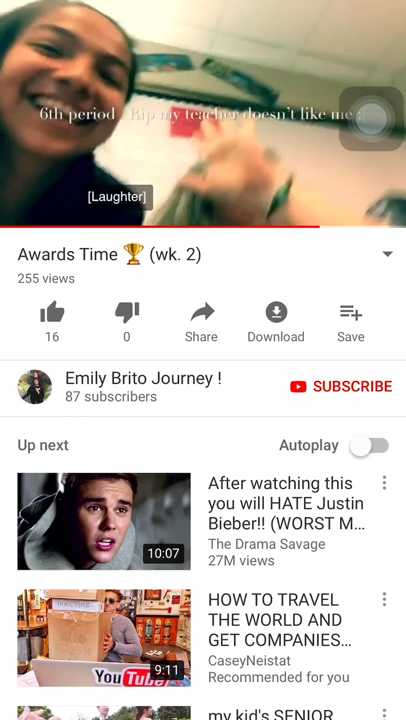 6th period - Rip my teacher doesn't like me :
[Laughter]
Awards Time 🏆 (wk. 2)
255 views
16
0
Share
Download
Save
Emily Brito Journey !
87 subscribers
SUBSCRIBE
Up next
Autoplay
After watching this
you will HATE Justin
Bieber!! (WORST M...
The Drama Savage
27M views
10:07
HOW TO TRAVEL
THE WORLD AND
GET COMPANIES...
CaseyNeistat
Recommended for you
YouTube
9:11
my kid's SENIOR